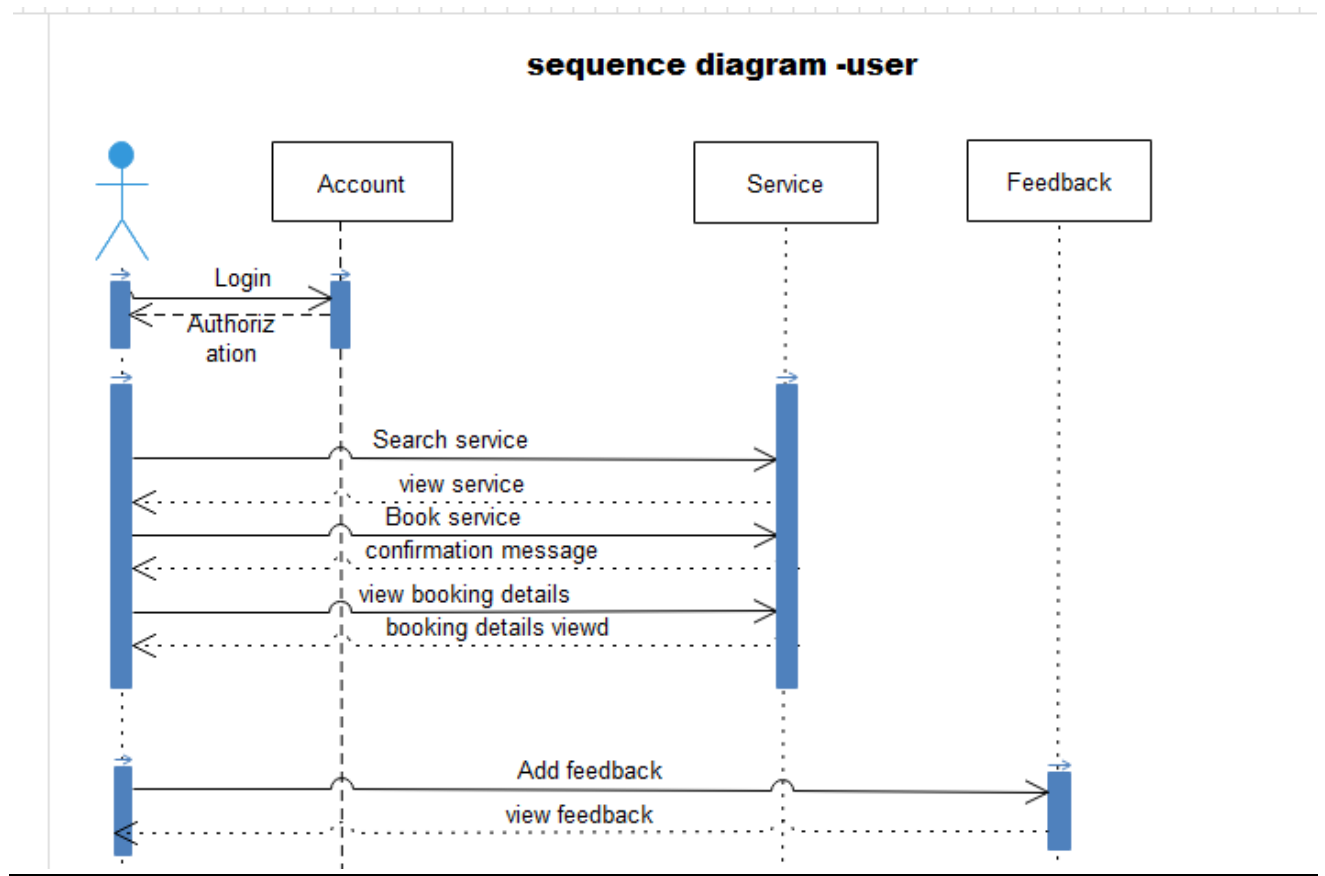 sequence diagram -user
Account
Service
Feedback
Login
Authoriz
ation
Search service
view service
Book service
confirmation message
view booking details
booking details viewd
Add feedback
view feedback